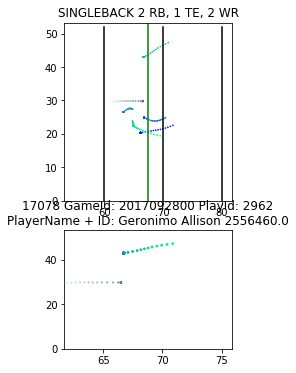 SINGLEBACK 2 RB, 1 TE, 2 WR
50
40
30
20
10
0
60 70 80
17078 GameId: 2017092800 PlayId: 2962
PlayerName + ID: Geronimo Allison 2556460.0
40
20
0
65 70 75